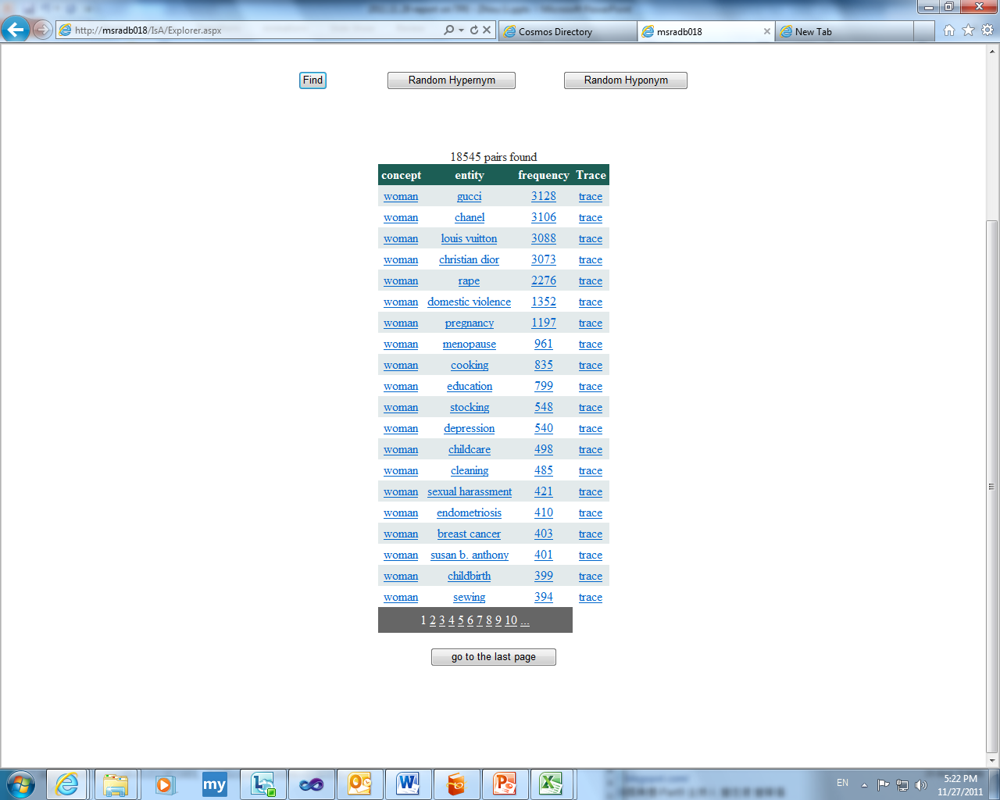 http://msradb018/IsA/Explorer.aspx
Cosmos Directory
msradb018
New Tab
Find
Random Hypernym
Random Hyponym
18545 pairs found
concept entity frequency Trace
woman gucci 3128 trace
woman chanel 3106 trace
woman louis vuitton 3088 trace
woman christian dior 3073 trace
woman rape 2276 trace
woman domestic violence 1352 trace
woman pregnancy 1197 trace
woman menopause 961 trace
woman cooking 835 trace
woman education 799 trace
woman stocking 548 trace
woman depression 540 trace
woman childcare 498 trace
woman cleaning 485 trace
woman sexual harassment 421 trace
woman endometriosis 410 trace
woman breast cancer 403 trace
woman susan b. anthony 401 trace
woman childbirth 399 trace
woman sewing 394 trace
1 2 3 4 5 6 7 8 9 10 ...
go to the last page
my
EN
5:22 PM
11/27/2011